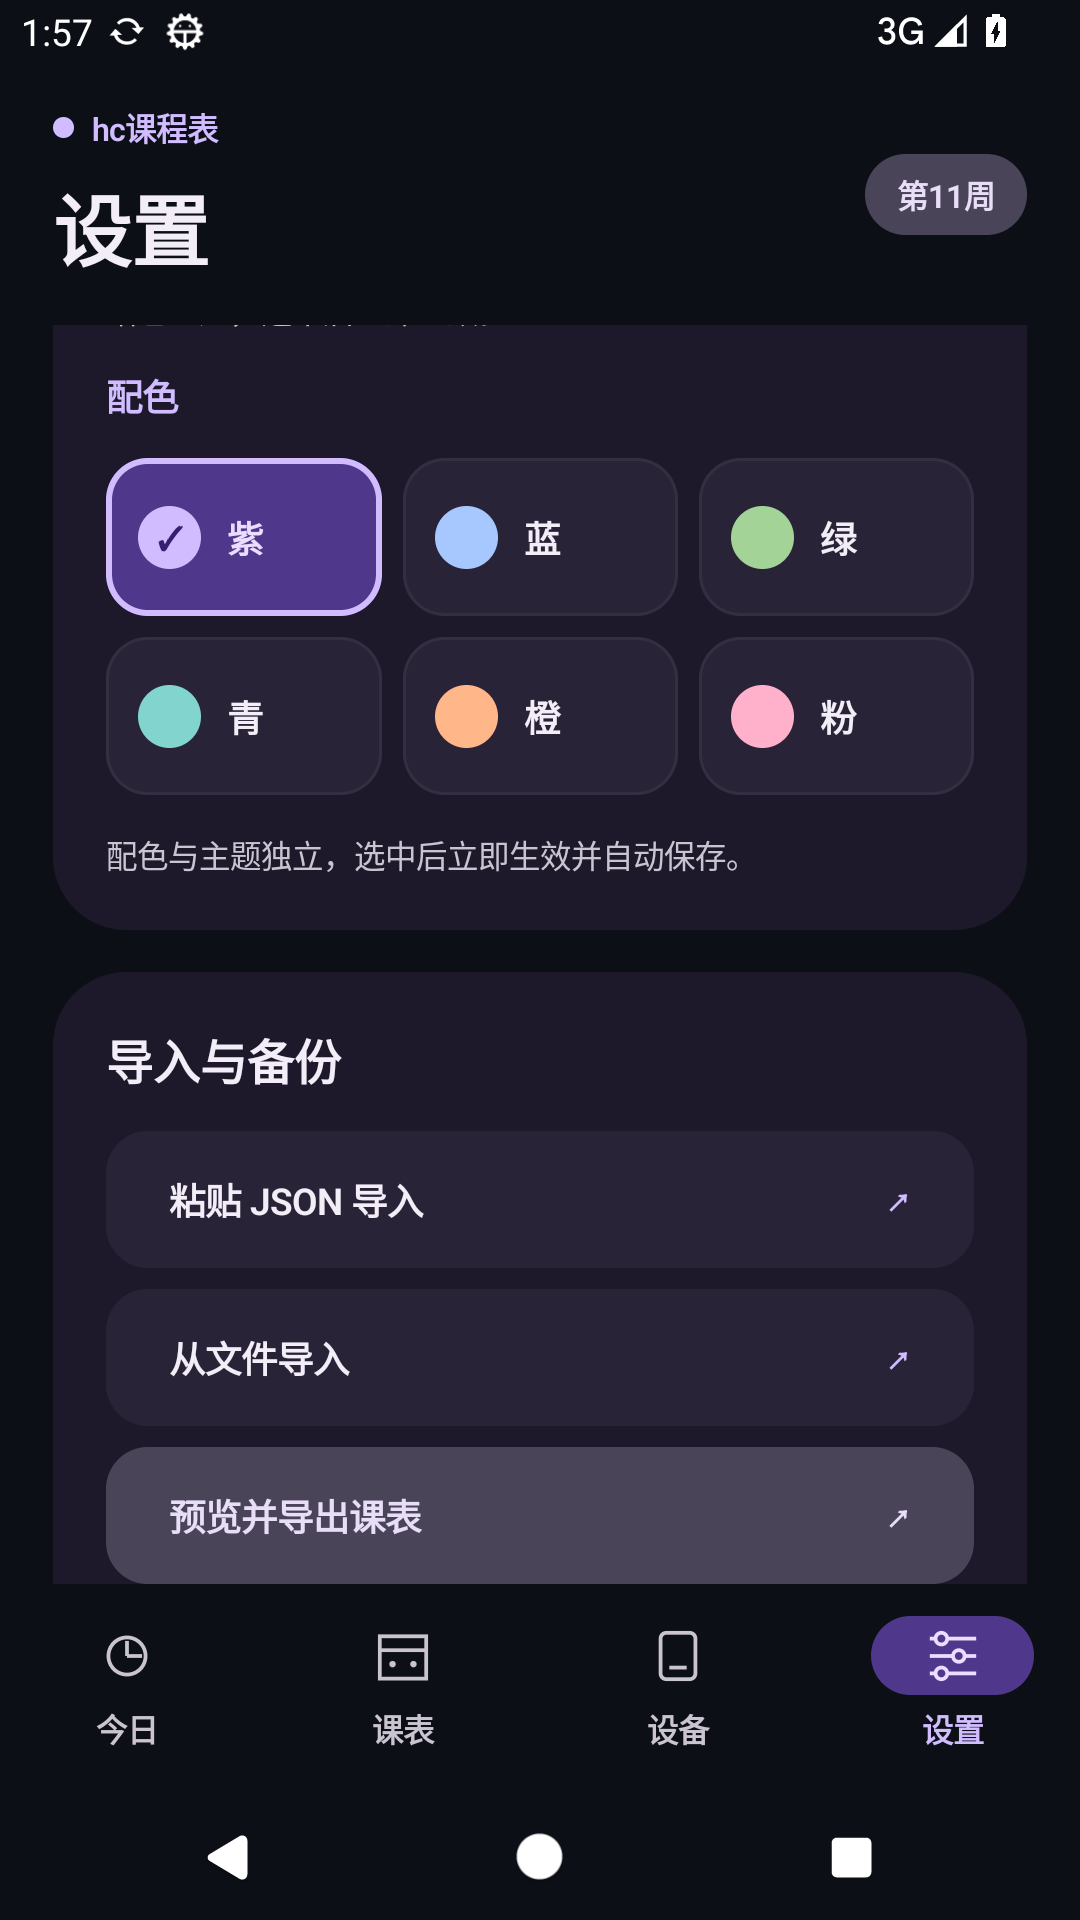 1:57
3G
hc课程表
设置
第11周
配色
✓ 紫
蓝
绿
青
橙
粉
配色与主题独立，选中后立即生效并自动保存。
导入与备份
粘贴 JSON 导入
从文件导入
预览并导出课表
今日
课表
设备
设置